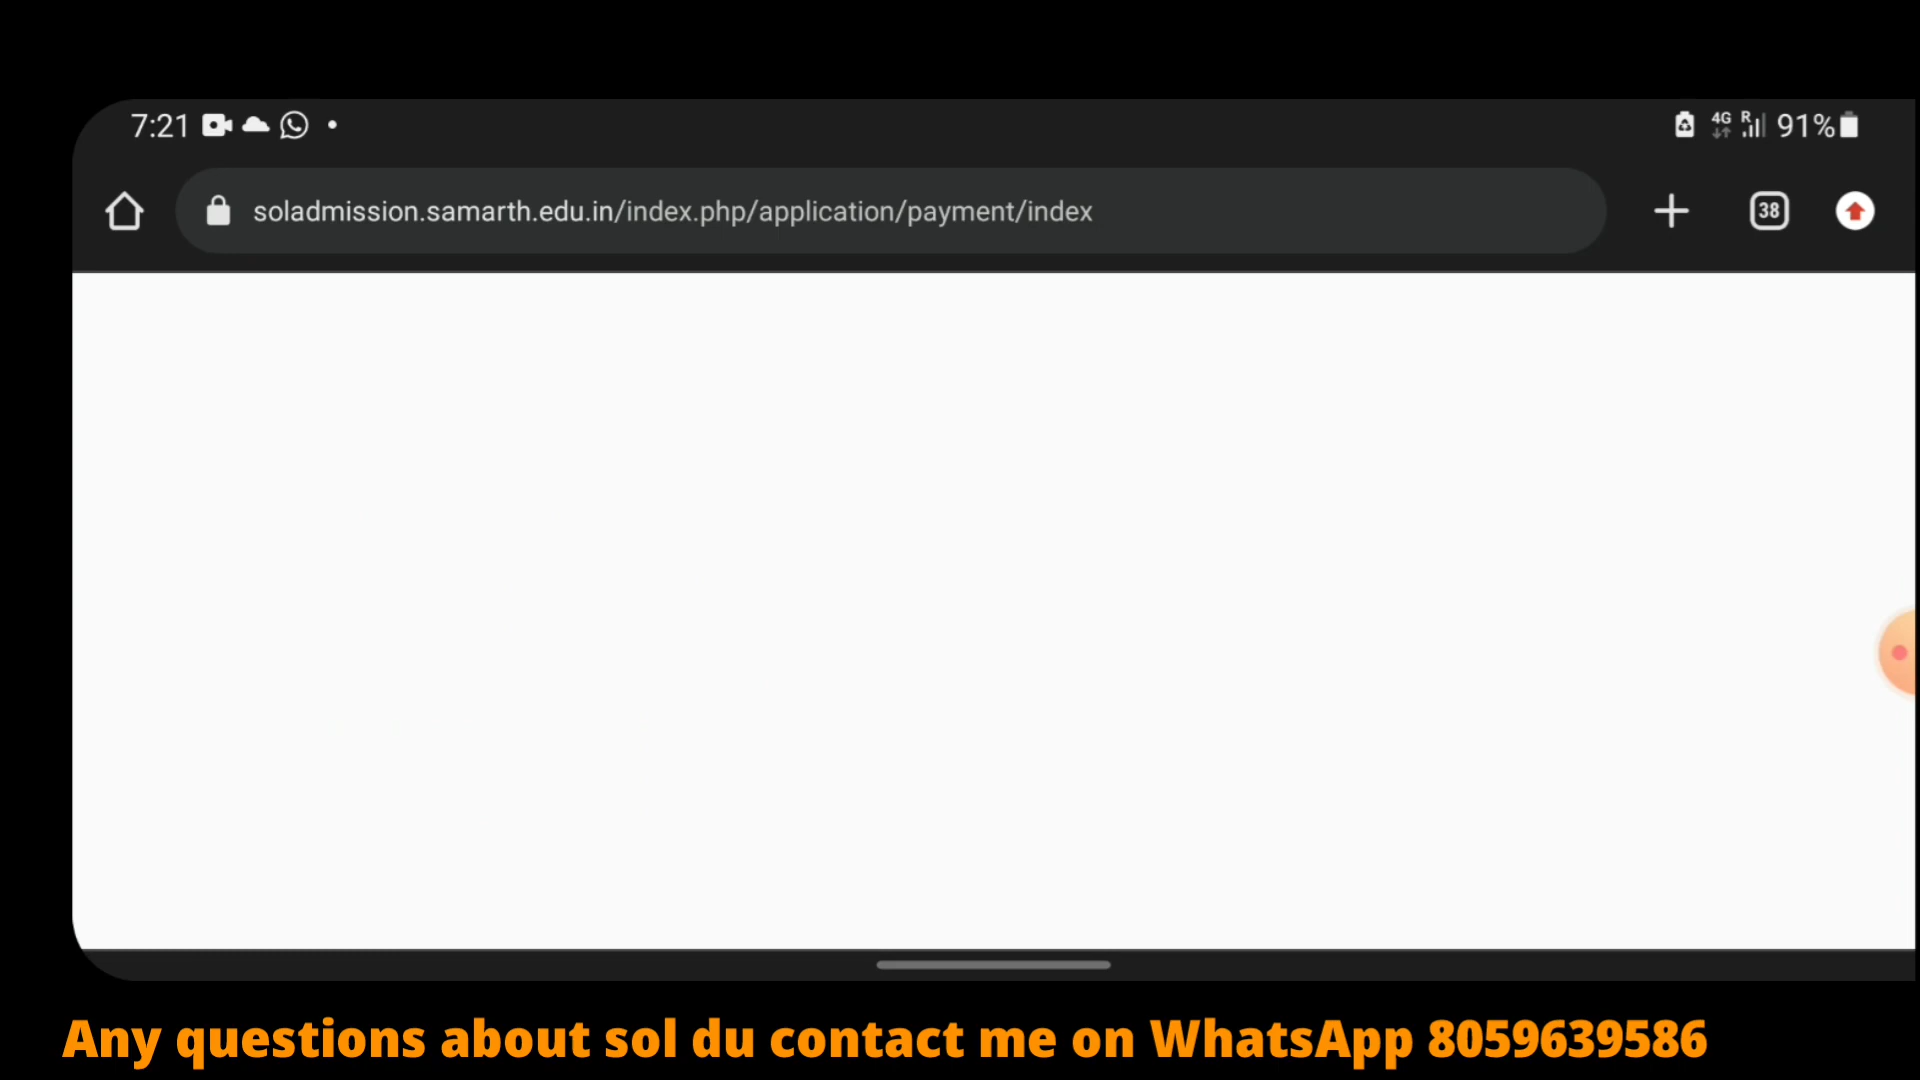 7:21
4G R 91%
soladmission.samarth.edu.in/index.php/application/payment/index
38
Any questions about sol du contact me on WhatsApp 8059639586